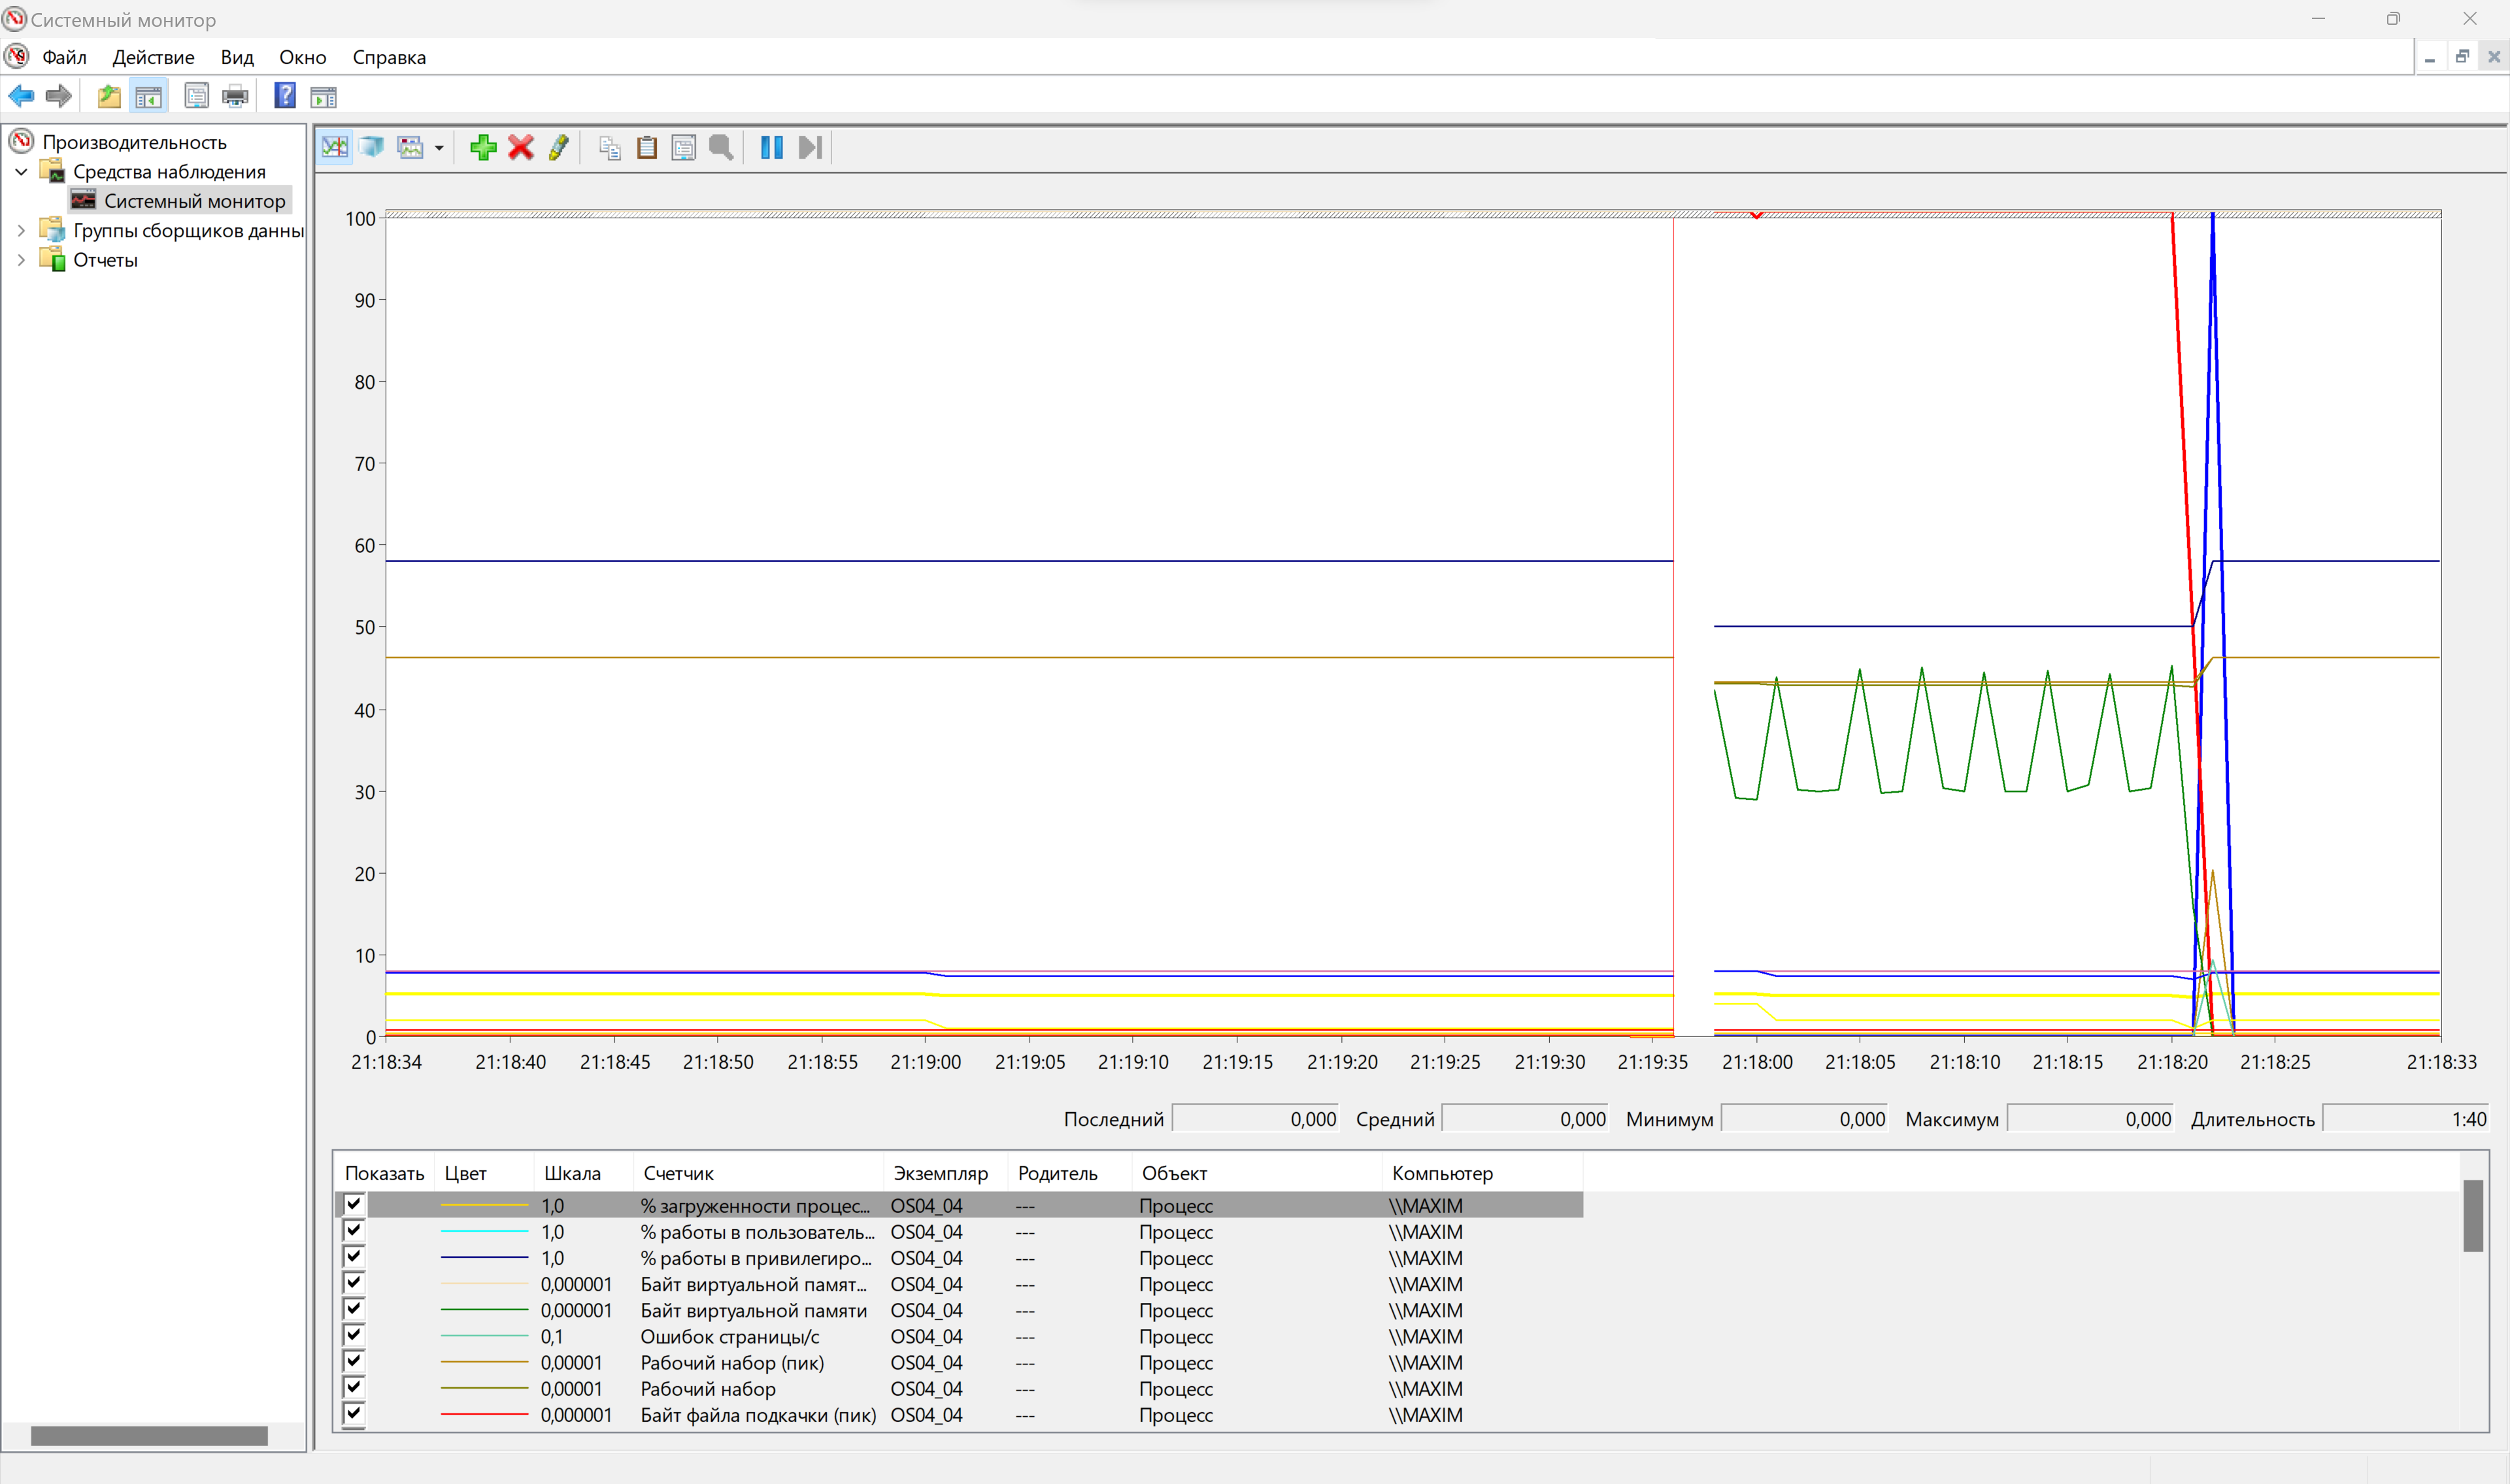 Системный монитор
Файл Действие Вид Окно Справка
Производительность
Средства наблюдения
Системный монитор
Группы сборщиков данны
Отчеты
100
90
80
70
60
50
40
30
20
10
0
21:18:34 21:18:40 21:18:45 21:18:50 21:18:55 21:19:00 21:19:05 21:19:10 21:19:15 21:19:20 21:19:25 21:19:30 21:19:35 21:18:00 21:18:05 21:18:10 21:18:15 21:18:20 21:18:25 21:18:33
Последний 0,000 Средний 0,000 Минимум 0,000 Максимум 0,000 Длительность 1:40
Показать Цвет Шкала Счетчик Экземпляр Родитель Объект Компьютер
1,0 % загруженности процес... OS04_04 --- Процесс \\MAXIM
1,0 % работы в пользователь... OS04_04 --- Процесс \\MAXIM
1,0 % работы в привилегиро... OS04_04 --- Процесс \\MAXIM
0,000001 Байт виртуальной памят... OS04_04 --- Процесс \\MAXIM
0,000001 Байт виртуальной памяти OS04_04 --- Процесс \\MAXIM
0,1 Ошибок страницы/с OS04_04 --- Процесс \\MAXIM
0,00001 Рабочий набор (пик) OS04_04 --- Процесс \\MAXIM
0,00001 Рабочий набор OS04_04 --- Процесс \\MAXIM
0,000001 Байт файла подкачки (пик) OS04_04 --- Процесс \\MAXIM